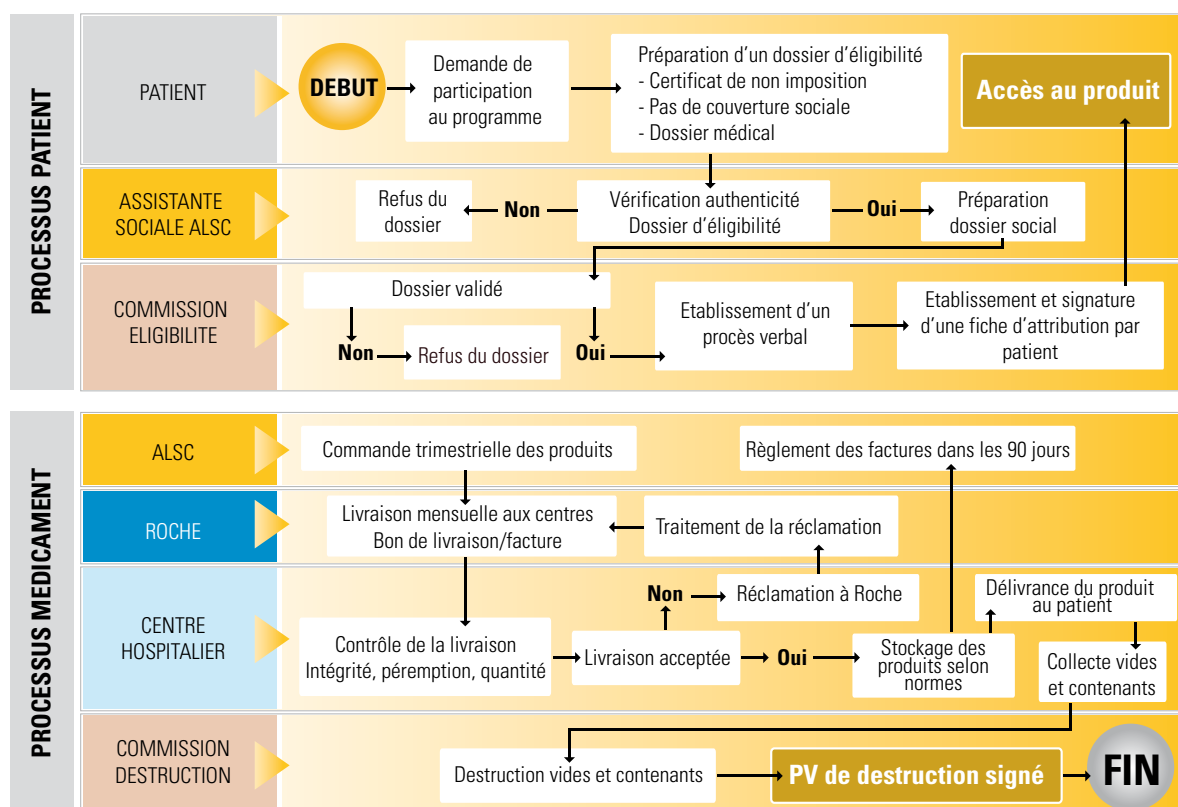 PROCESSUS PATIENT
PATIENT
DEBUT
Demande de
participation
au programme
Préparation d'un dossier d'éligibilité
- Certificat de non imposition
- Pas de couverture sociale
- Dossier médical
Accès au produit
ASSISTANTE
SOCIALE ALSC
Refus du
dossier
Non
Vérification authenticité
Dossier d'éligibilité
Oui
Préparation
dossier social
COMMISSION
ELIGIBILITE
Dossier validé
Non
Refus du dossier
Oui
Etablissement d'un
procès verbal
Etablissement et signature
d'une fiche d'attribution par
patient
PROCESSUS MEDICAMENT
ALSC
Commande trimestrielle des produits
Règlement des factures dans les 90 jours
ROCHE
Livraison mensuelle aux centres
Bon de livraison/facture
Traitement de la réclamation
CENTRE
HOSPITALIER
Contrôle de la livraison
Intégrité, péremption, quantité
Livraison acceptée
Non
Réclamation à Roche
Oui
Stockage des
produits selon
normes
Délivrance du produit
au patient
Collecte vides
et contenants
COMMISSION
DESTRUCTION
Destruction vides et contenants
PV de destruction signé
FIN